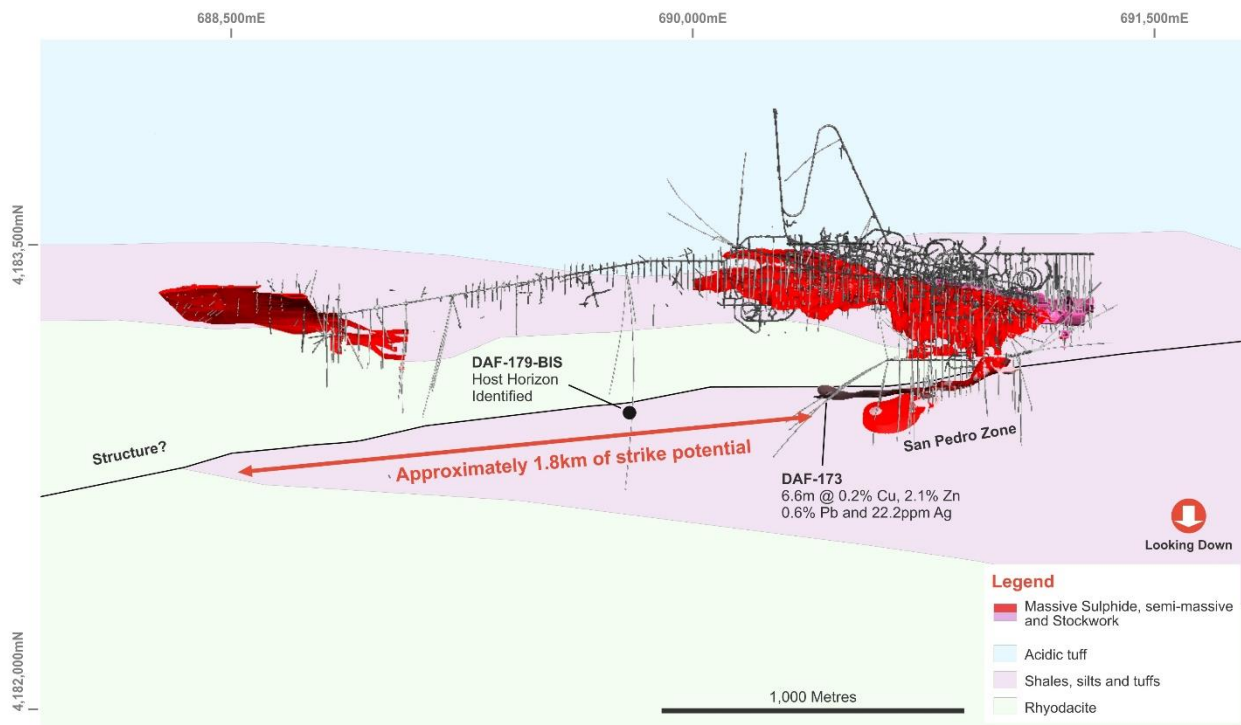 688,500mE
690,000mE
691,500mE
4,183,500mN
DAF-179-BIS
Host Horizon
Identified
Structure?
Approximately 1.8km of strike potential
San Pedro Zone
DAF-173
6.6m @ 0.2% Cu, 2.1% Zn
0.6% Pb and 22.2ppm Ag
Looking Down
Legend
Massive Sulphide, semi-massive
and Stockwork
Acidic tuff
Shales, silts and tuffs
Rhyodacite
4,182,000mN
1,000 Metres